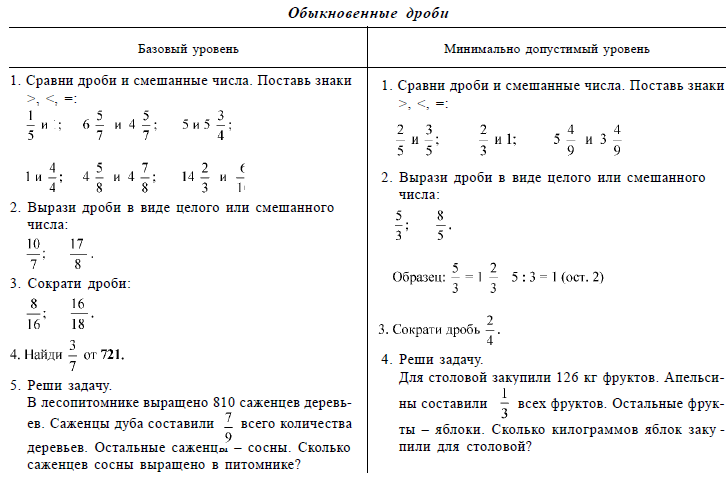 Обыкновенные дроби
Базовый уровень
1. Сравни дроби и смешанные числа. Поставь знаки
>, <, =:
1/5 и ; 6 5/7 и 4 5/7; 5 и 5 3/4;
1 и 4/4; 4 5/8 и 4 7/8; 14 2/3 и
2. Вырази дроби в виде целого или смешанного
числа:
10/7; 17/8.
3. Сократи дроби:
8/16; 16/18.
4. Найди 3/7 от 721.
5. Реши задачу.
В лесопитомнике выращено 810 саженцев деревь-
ев. Саженцы дуба составили 7/9 всего количества
деревьев. Остальные саженцы – сосны. Сколько
саженцев сосны выращено в питомнике?
Минимально допустимый уровень
1. Сравни дроби и смешанные числа. Поставь знаки
>, <, =:
2/5 и 3/5; 2/3 и 1; 5 4/9 и 3 4/9
2. Вырази дроби в виде целого или смешанного
числа:
5/3; 8/5.
Образец: 5/3 = 1 2/3 5 : 3 = 1 (ост. 2)
3. Сократи дробь 2/4.
4. Реши задачу.
Для столовой закупили 126 кг фруктов. Апельси-
ны составили 1/3 всех фруктов. Остальные фрук-
ты – яблоки. Сколько килограммов яблок заку-
пили для столовой?